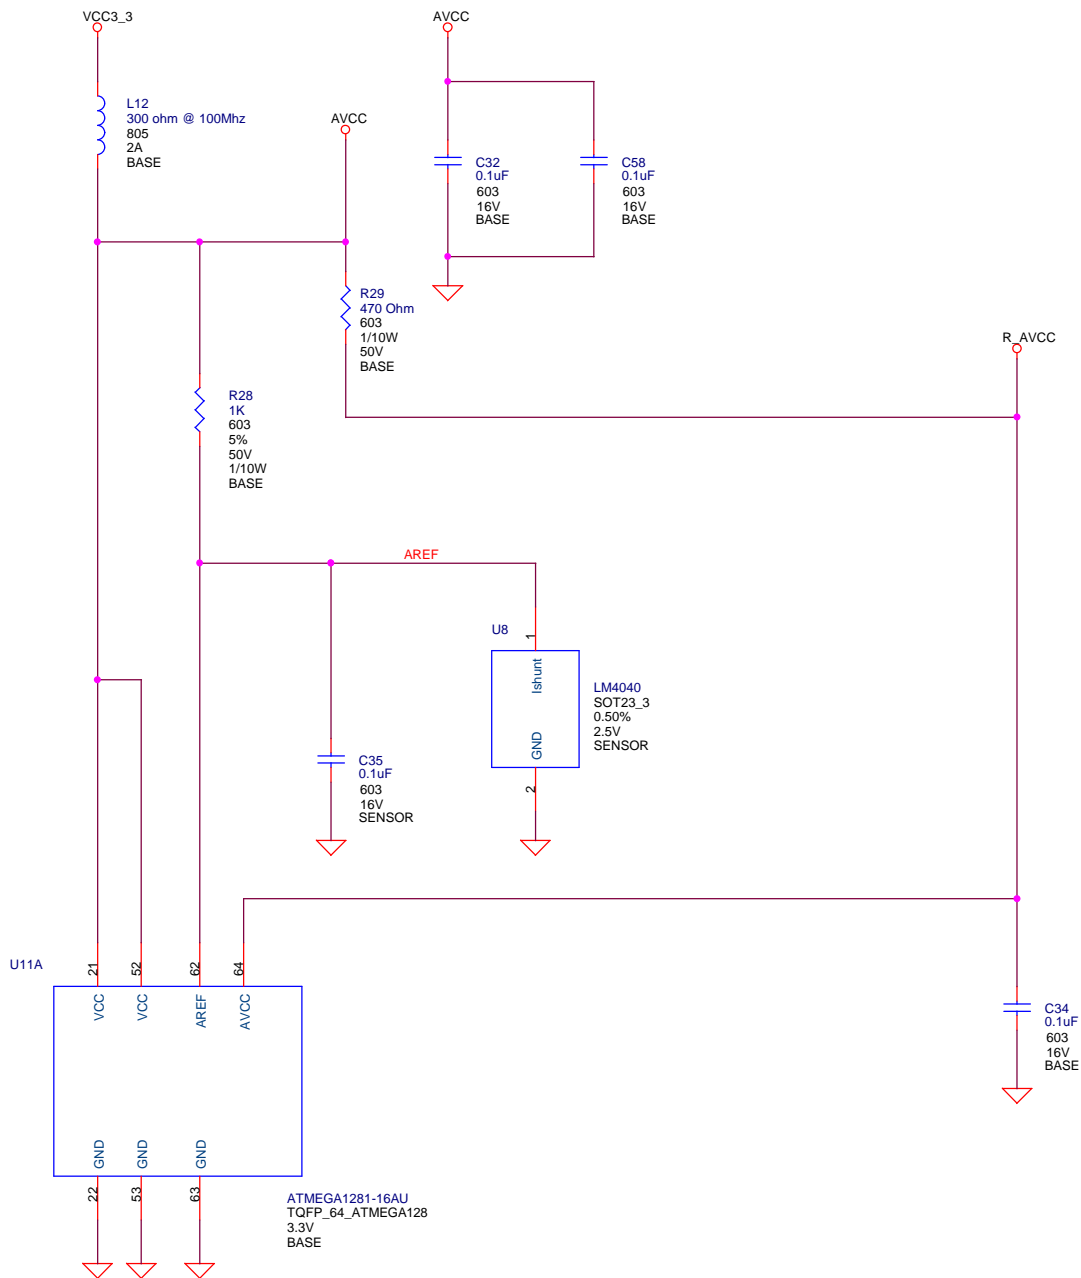 VCC3_3
AVCC
L12
300 ohm @ 100Mhz
805
2A
BASE
AVCC
C32
0.1uF
603
16V
BASE
C58
0.1uF
603
16V
BASE
R29
470 Ohm
603
1/10W
50V
BASE
R_AVCC
R28
1K
603
5%
50V
1/10W
BASE
AREF
U8
1
Ishunt
GND
2
LM4040
SOT23_3
0.50%
2.5V
SENSOR
C35
0.1uF
603
16V
SENSOR
U11A
21
52
62
64
VCC
VCC
AREF
AVCC
GND
GND
GND
22
53
63
ATMEGA1281-16AU
TQFP_64_ATMEGA128
3.3V
BASE
C34
0.1uF
603
16V
BASE